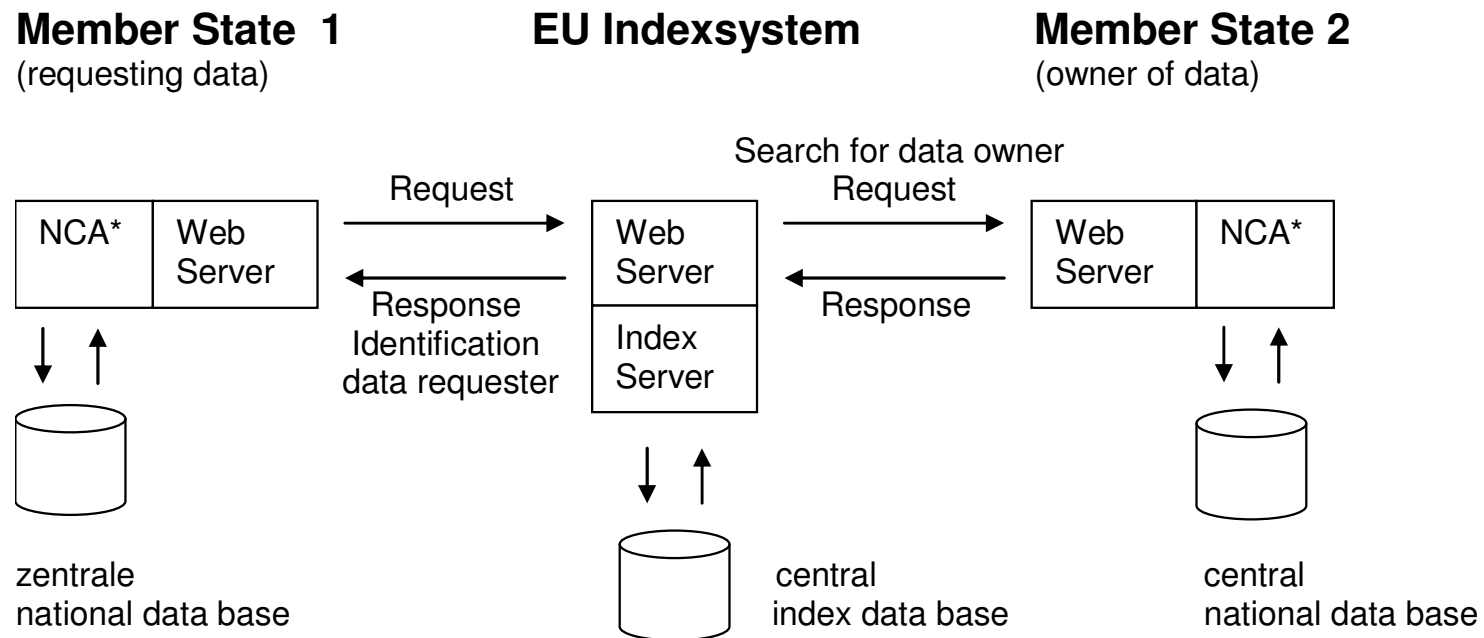 Member State 1
(requesting data)
EU Indexsystem
Member State 2
(owner of data)
Search for data owner
Request
Request
NCA*
Web
Server
Web
Server
Web
Server
NCA*
Response
Identification
data requester
Response
Index
Server
zentrale
national data base
central
index data base
central
national data base